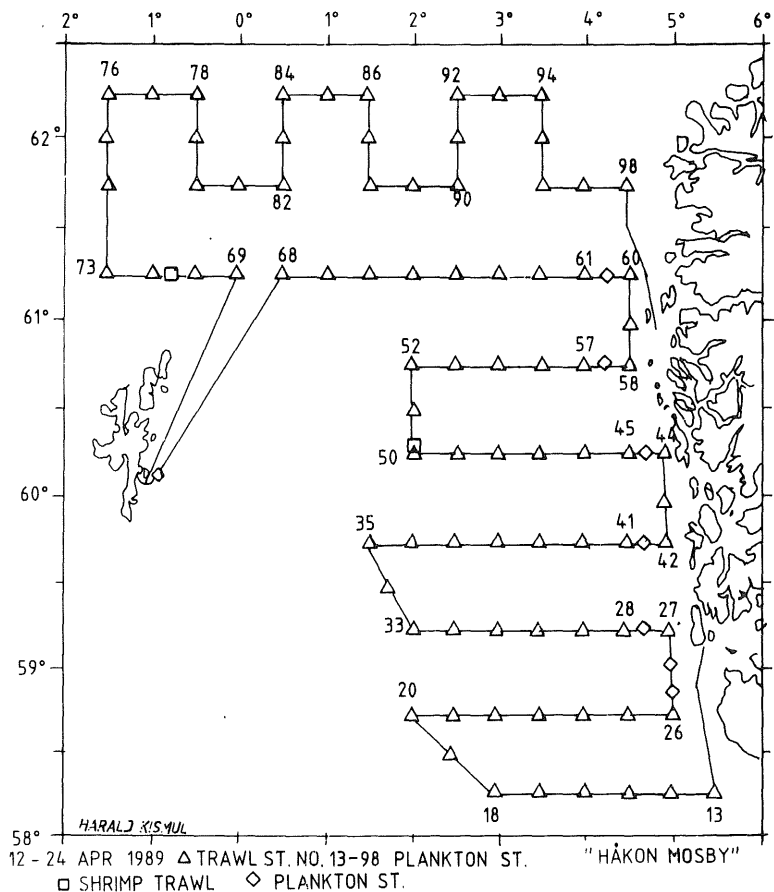 2° 1° 0° 1° 2° 3° 4° 5° 6°
76 78 84 86 92 94
62°
98
82 90
73 69 68 61 60
61°
52 57
58
50 45 44
60°
35 41
42
33 28 27
59°
20
26
18 13
58°
HARALD KISMUL
12 - 24 APR 1989 △ TRAWL ST. NO. 13-98 PLANKTON ST. "HÅKON MOSBY"
□ SHRIMP TRAWL ◇ PLANKTON ST.